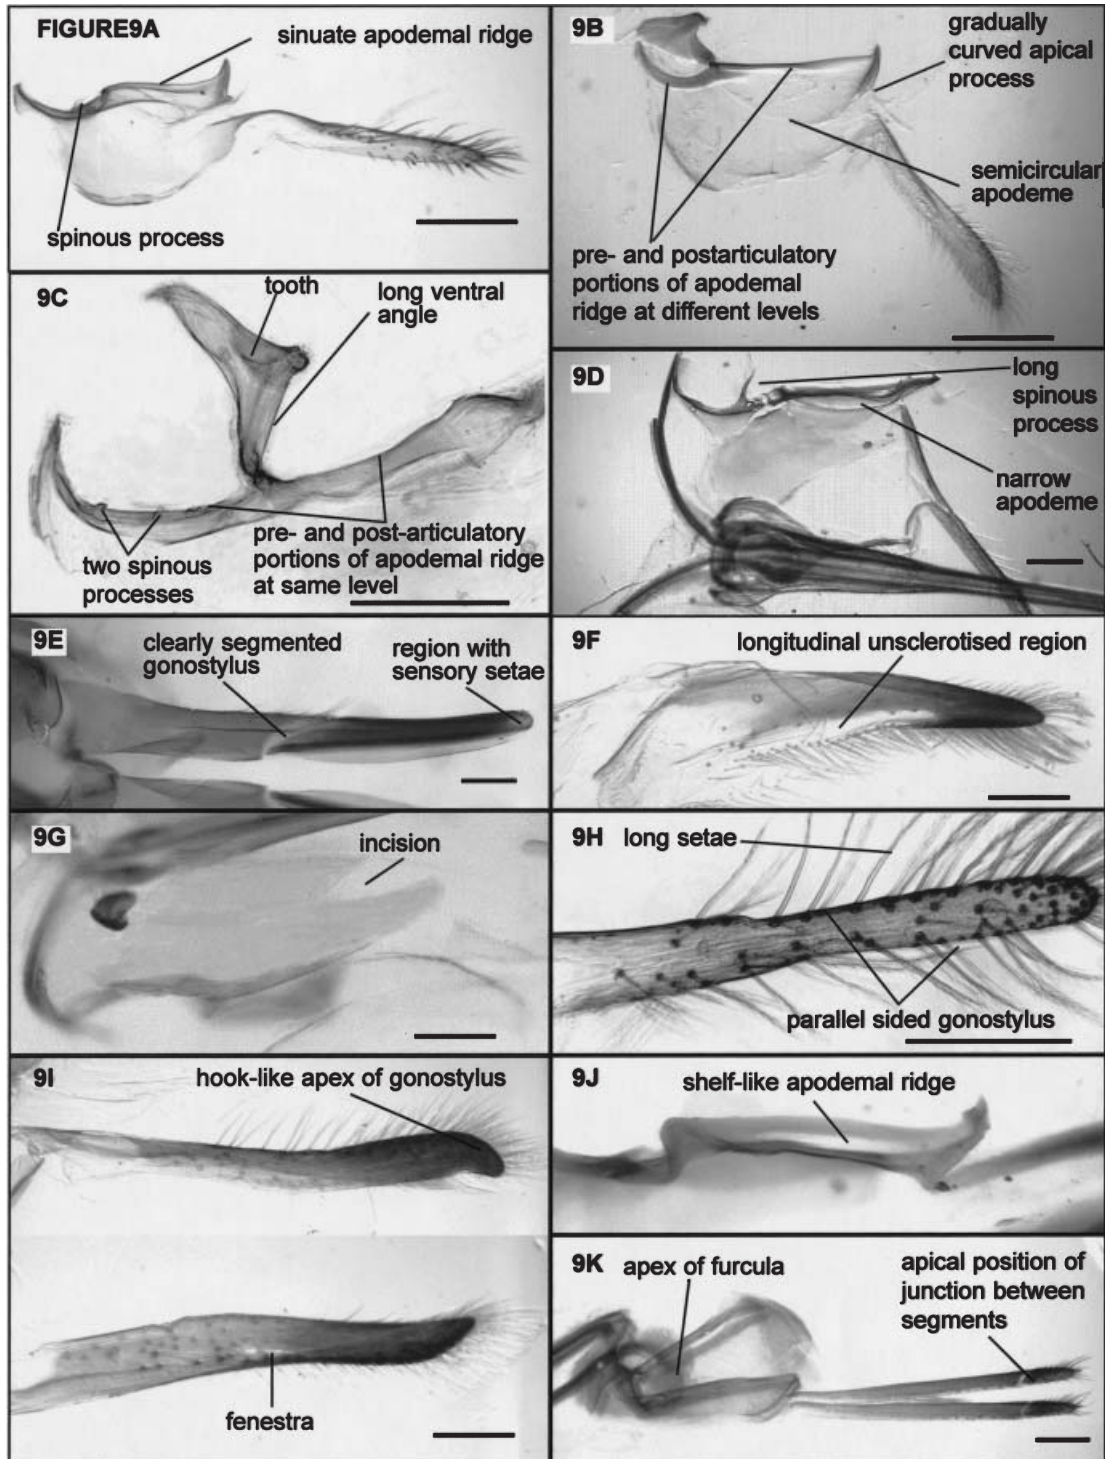 FIGURE9A
sinuate apodemal ridge
spinous process
9B
gradually
curved apical
process
semicircular
apodeme
pre- and postarticulatory
portions of apodemal
ridge at different levels
9C
tooth
long ventral
angle
two spinous
processes
pre- and post-articulatory
portions of apodemal ridge
at same level
9D
long
spinous
process
narrow
apodeme
9E
clearly segmented
gonostylus
region with
sensory setae
9F
longitudinal unsclerotised region
9G
incision
9H
long setae
parallel sided gonostylus
9I
hook-like apex of gonostylus
fenestra
9J
shelf-like apodemal ridge
9K
apex of furcula
apical position of
junction between
segments